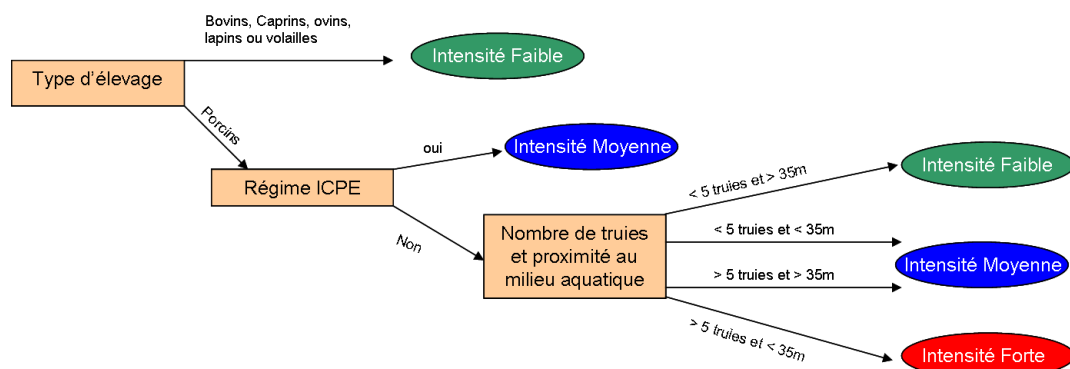 Bovins, Caprins, ovins,
lapins ou volailles
Intensité Faible
Type d'élevage
Porcins
oui
Intensité Moyenne
Régime ICPE
Non
Nombre de truies
et proximité au
milieu aquatique
< 5 truies et > 35m
Intensité Faible
< 5 truies et < 35m
Intensité Moyenne
> 5 truies et > 35m
> 5 truies et < 35m
Intensité Forte